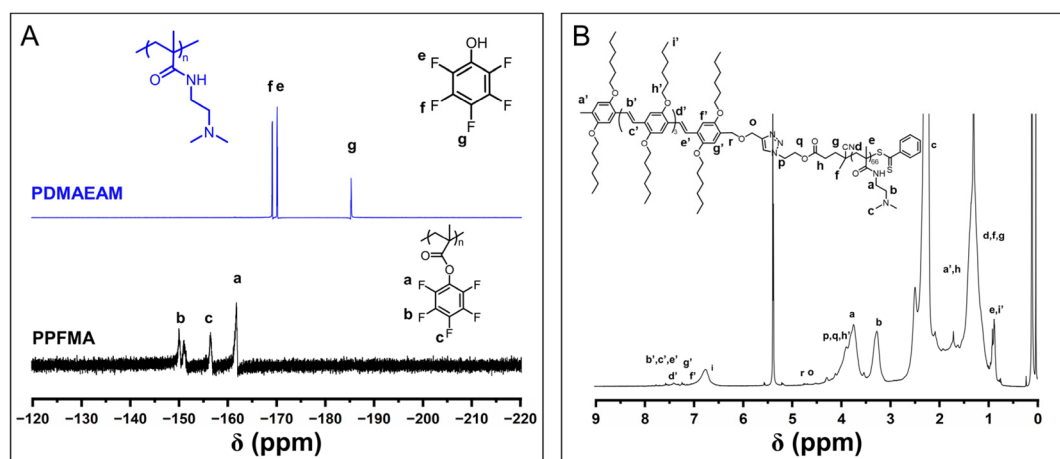 A
n
O
NH
N
PDMAEAM
f e
g
OH
e
F
F
f
F
F
g
F
n
O
O
a
F
F
b
F
F
c
F
a
b
c
PPFMA
−120
−130
−140
−150
−160
−170
−180
−190
−200
−210
−220
δ (ppm)
B
i'
h'
a'
b'
c'
d'
e'
f'
g'
3
O
o
r
N
N
N
p
q
O
O
h
g
CN
f
d
e
66
S
S
O
NH
a
b
N
c
c
d,f,g
a',h
e,i'
a
b
p,q,h'
r o
b',c',e'
d'
g'
f'
i
9
8
7
6
5
4
3
2
1
0
δ (ppm)